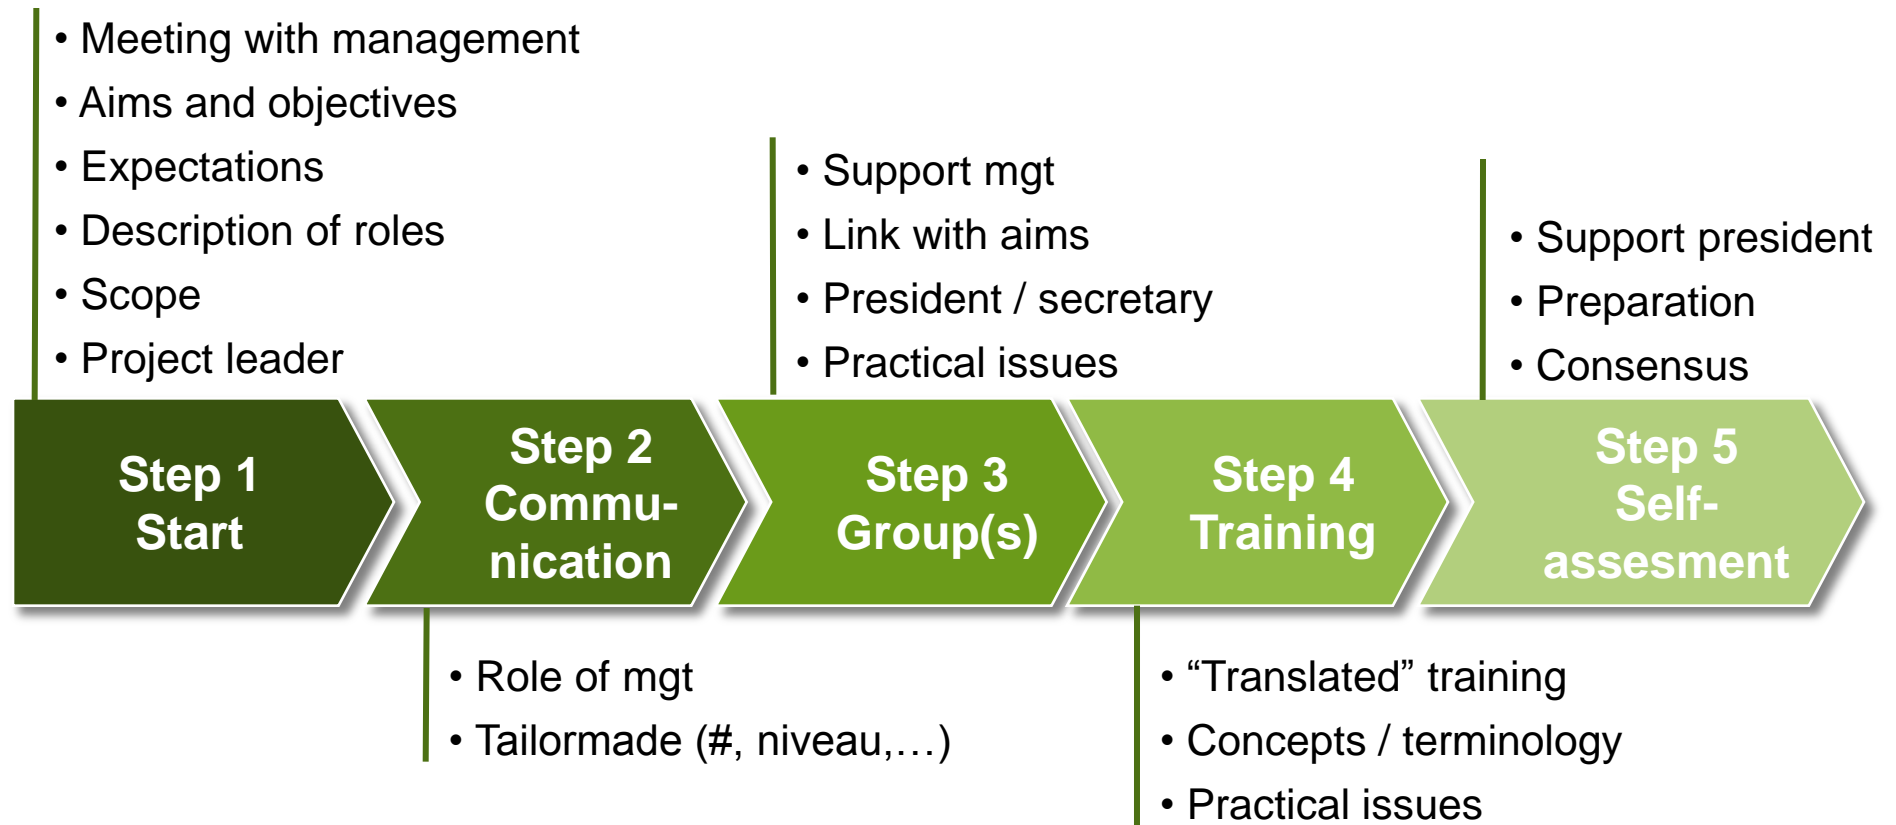 • Meeting with management
• Aims and objectives
• Expectations
• Description of roles
• Scope
• Project leader
• Support mgt
• Link with aims
• President / secretary
• Practical issues
• Support president
• Preparation
• Consensus
Step 1
Start
Step 2
Commu-
nication
Step 3
Group(s)
Step 4
Training
Step 5
Self-
assesment
• Role of mgt
• Tailormade (#, niveau,…)
• “Translated” training
• Concepts / terminology
• Practical issues